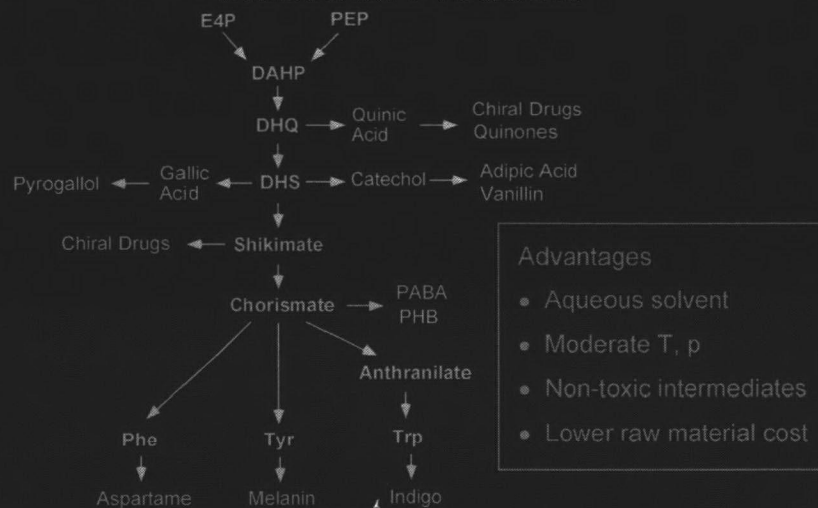 E4P PEP
DAHP
DHQ
Quinic
Acid
Chiral Drugs
Quinones
Pyrogallol
Gallic
Acid
DHS
Catechol
Adipic Acid
Vanillin
Chiral Drugs
Shikimate
Chorismate
PABA
PHB
Anthranilate
Phe
Tyr
Trp
Aspartame
Melanin
Indigo
Advantages
• Aqueous solvent
• Moderate T, p
• Non-toxic intermediates
• Lower raw material cost